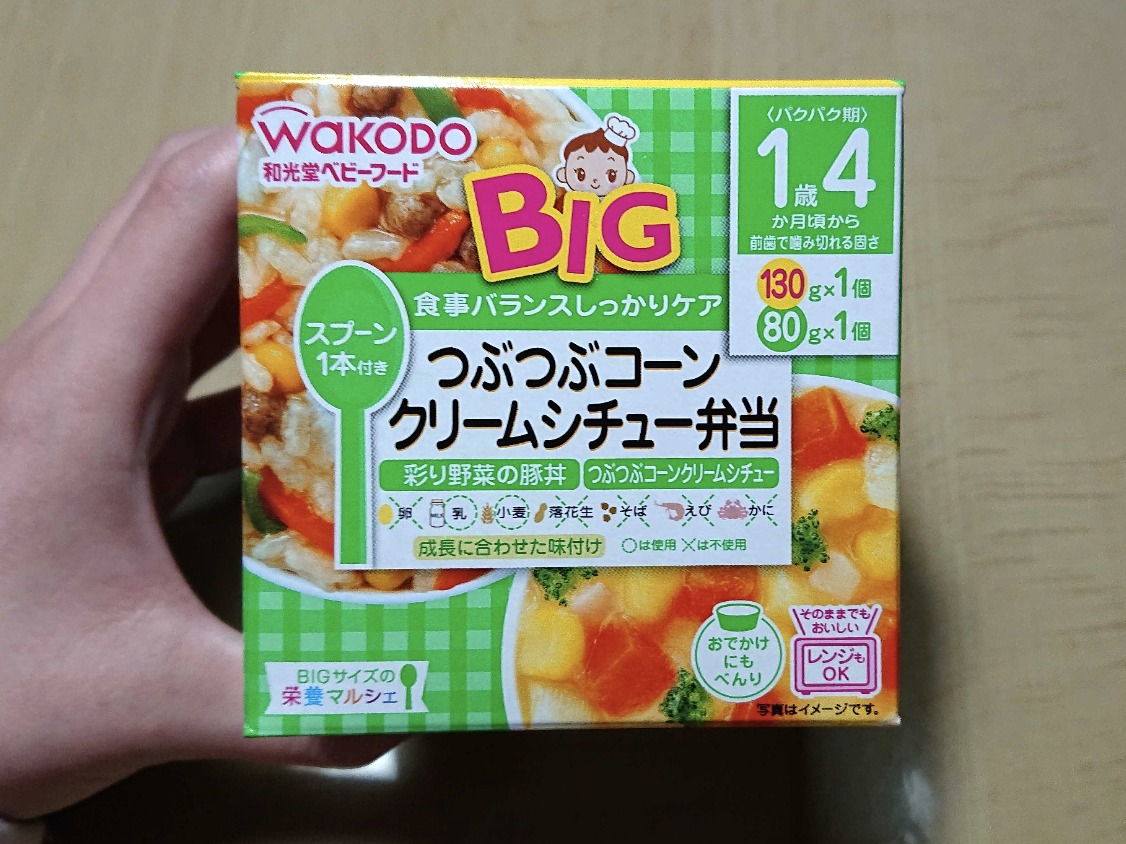 WAKODO
和光堂ベビーフード
BIG
〈パクパク期〉
1歳4
か月頃から
前歯で噛み切れる固さ
130g×1個
80g×1個
食事バランスしっかりケア
スプーン
1本付き
つぶつぶコーン
クリームシチュー弁当
彩り野菜の豚丼 つぶつぶコーンクリームシチュー
卵 乳 小麦 落花生 そば えび かに
成長に合わせた味付け ○は使用 ×は不使用
そのままでも
おいしい
レンジも
OK
おでかけ
にも
べんり
BIGサイズの
栄養マルシェ
写真はイメージです。